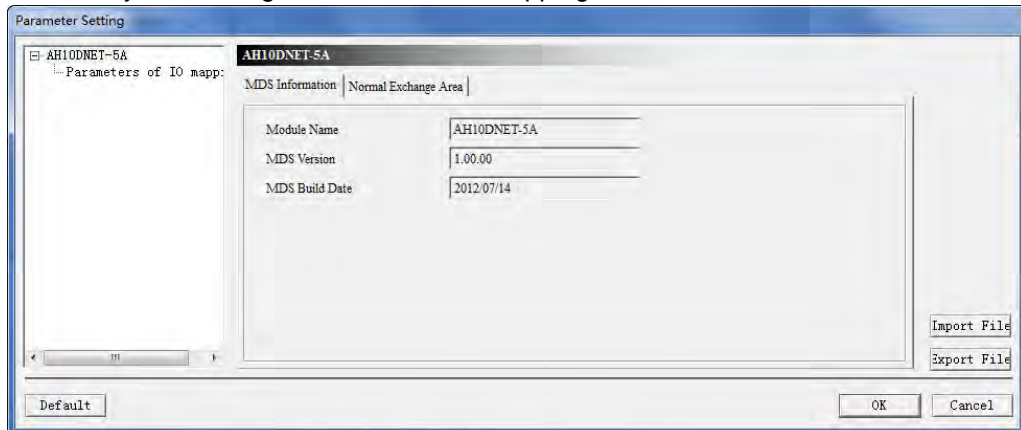 Parameter Setting
AH10DNET-5A
Parameters of IO mapp:
AH10DNET-5A
MDS Information
Normal Exchange Area
Module Name
AH10DNET-5A
MDS Version
1.00.00
MDS Build Date
2012/07/14
Import File
Export File
Default
OK
Cancel